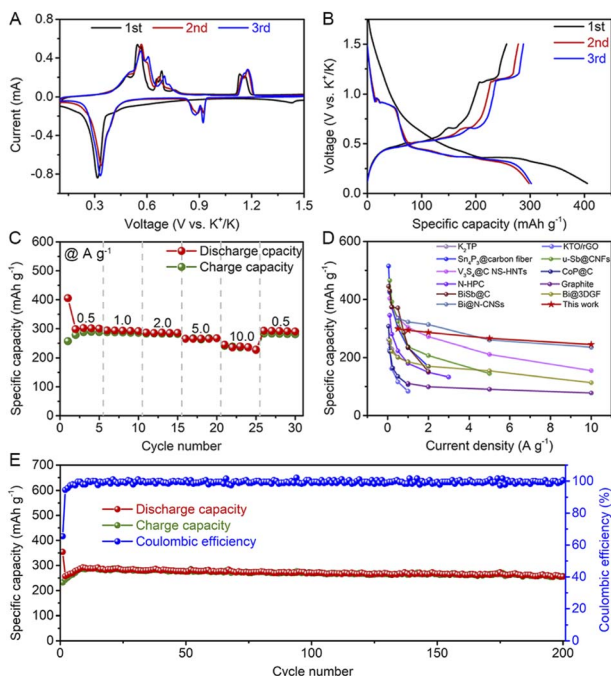 A
1st 2nd 3rd
Current (mA)
0.8
0.4
0.0
-0.4
-0.8
0.3 0.6 0.9 1.2 1.5
Voltage (V vs. K+/K)
B
1st
2nd
3rd
Voltage (V vs. K+/K)
1.5
1.0
0.5
0.0
0 100 200 300 400
Specific capacity (mAh g-1)
C
@ A g-1
Discharge cpacity
Charge capacity
0.5 1.0 2.0 5.0 10.0 0.5
Specific capacity (mAh g-1)
600
500
400
300
200
100
0
0 5 10 15 20 25 30
Cycle number
D
K2TP KTO/rGO
Sn4P3@carbon fiber u-Sb@CNFs
V3S4@C NS-HNTs CoP@C
N-HPC Graphite
BiSb@C Bi@3DGF
Bi@N-CNSs This work
Specific capacity (mAh g-1)
600
400
200
0
0 2 4 6 8 10
Current density (A g-1)
E
Discharge capacity
Charge capacity
Coulombic efficiency
Specific capacity (mAh g-1)
700
600
500
400
300
200
100
0
0 50 100 150 200
Cycle number
100
80
60
40
20
0
Coulombic efficiency (%)